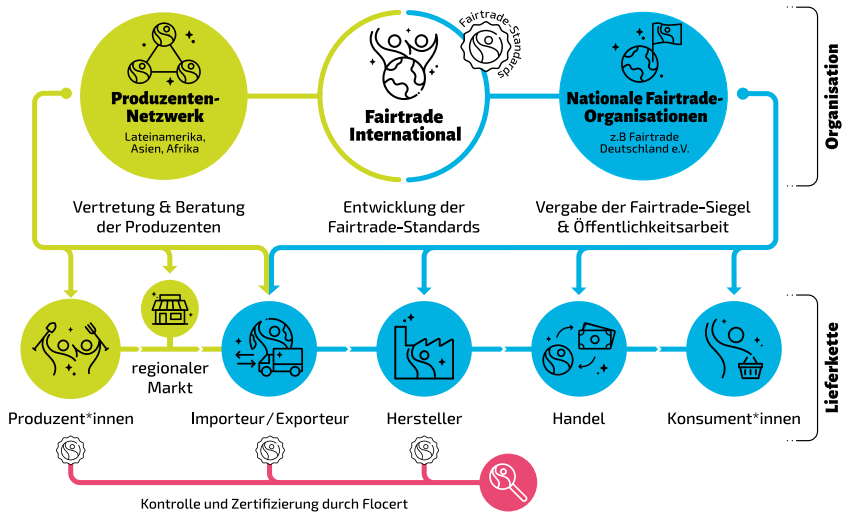 Fairtrade-Standards
Organisation
Produzenten-
Netzwerk
Lateinamerika,
Asien, Afrika
Fairtrade
International
Nationale Fairtrade-
Organisationen
z.B Fairtrade
Deutschland e.V.
Vertretung & Beratung
der Produzenten
Entwicklung der
Fairtrade-Standards
Vergabe der Fairtrade-Siegel
& Öffentlichkeitsarbeit
Lieferkette
regionaler
Markt
Produzent*innen
Importeur/Exporteur
Hersteller
Handel
Konsument*innen
Kontrolle und Zertifizierung durch Flocert